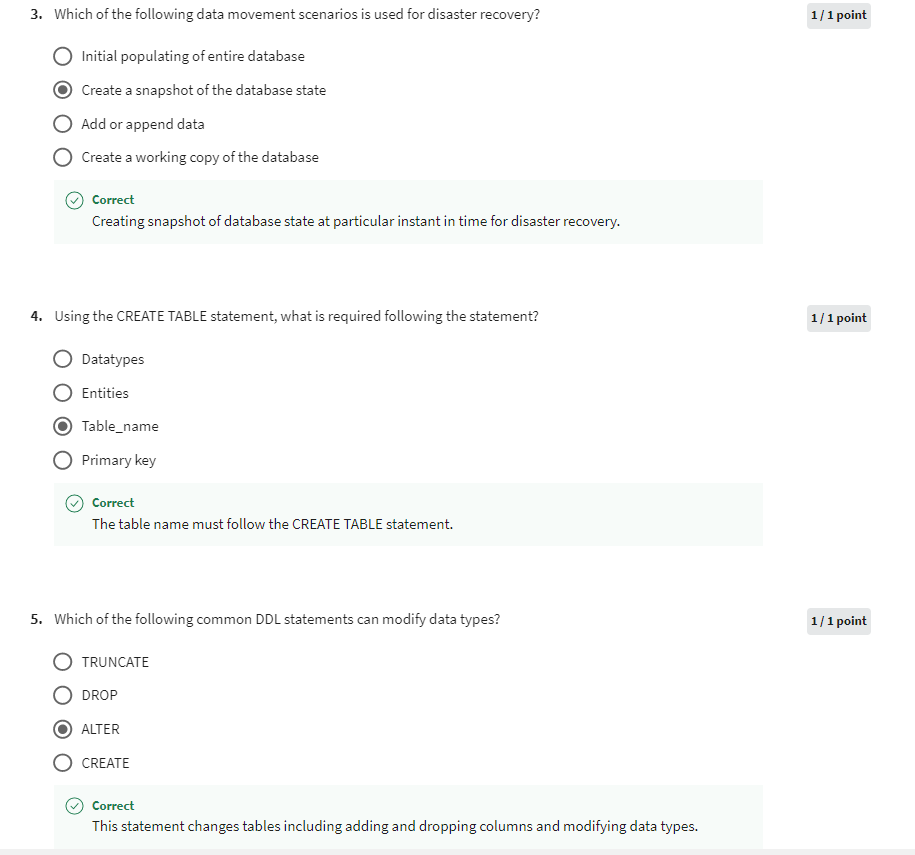 3. Which of the following data movement scenarios is used for disaster recovery?
1 / 1 point
Initial populating of entire database
Create a snapshot of the database state
Add or append data
Create a working copy of the database
Correct
Creating snapshot of database state at particular instant in time for disaster recovery.
4. Using the CREATE TABLE statement, what is required following the statement?
1 / 1 point
Datatypes
Entities
Table_name
Primary key
Correct
The table name must follow the CREATE TABLE statement.
5. Which of the following common DDL statements can modify data types?
1 / 1 point
TRUNCATE
DROP
ALTER
CREATE
Correct
This statement changes tables including adding and dropping columns and modifying data types.